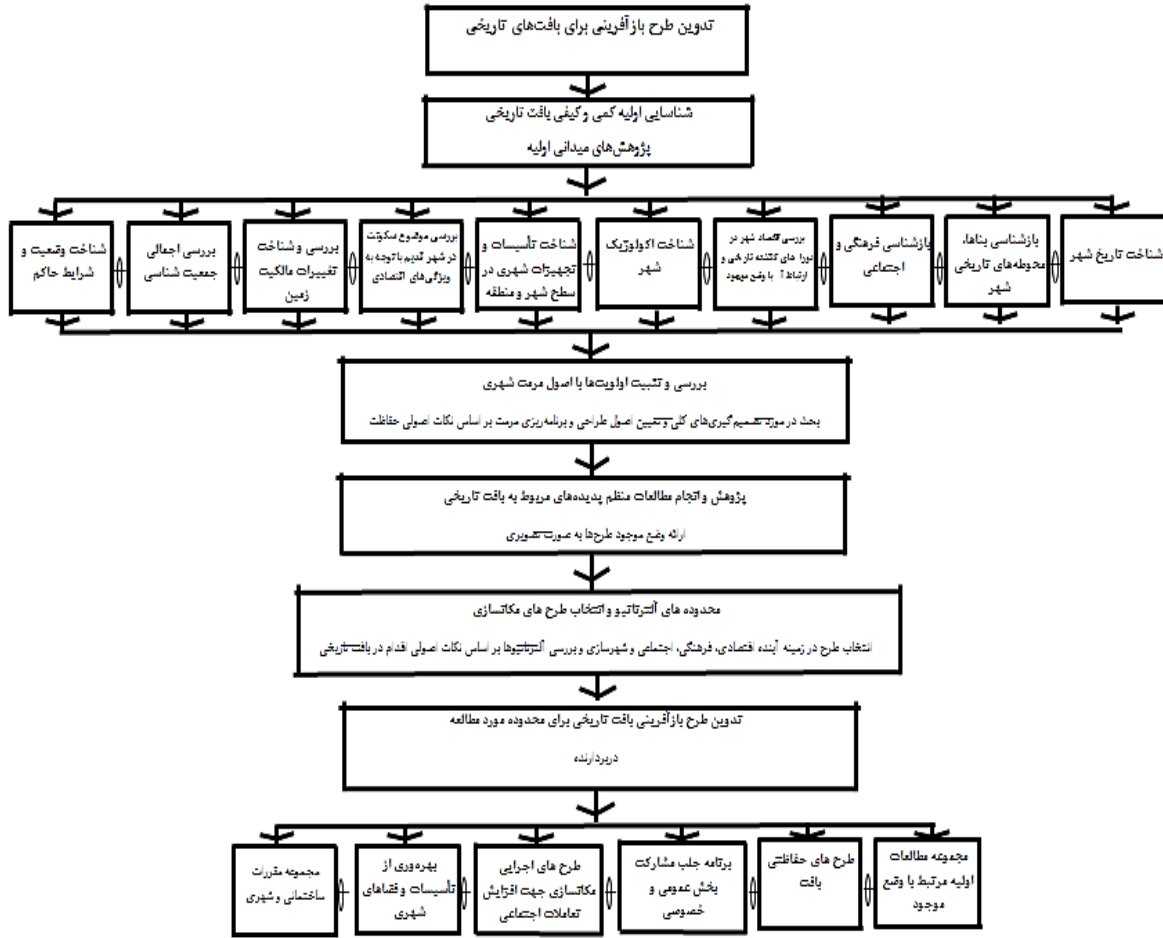 تدوین طرح بازآفرینی برای بافت‌های تاریخی
شناسایی اولیه کمی و کیفی بافت تاریخی
پژوهش‌های میدانی اولیه
شناخت تاریخ شهر
بازشناسی بناها،
محوطه‌های تاریخی
شهر
بازشناسی فرهنگی و
اجتماعی
بررسی اقتصاد شهر در
تاریخی و
ارتباط آ با وضع موجود
شناخت اکولوژیک
شهر
شناخت تأسیسات و
تجهیزات شهری در
سطح شهر و منطقه
بررسی موضوع سکونت
در شهر قدیم با توجه به
ویژگی‌های اقتصادی
بررسی و شناخت
تغییرات مالکیت
زمین
بررسی اجمالی
جمعیت شناسی
شناخت وضعیت و
شرایط حاکم
بررسی و تثبیت اولویت‌ها با اصول مرمت شهری
بحث در مورد تصمیم گیری‌های کلی و تعیین اصول طراحی و برنامه‌ریزی مرمت بر اساس نکات اصولی حفاظت
پژوهش و انجام مطالعات منظم پدیده‌های مربوط به بافت تاریخی
ارائه وضع موجود طرح‌ها به صورت تصویری
محدوده های آلترناتیو و انتخاب طرح های مکانسازی
انتخاب طرح در زمینه آینده اقتصادی، فرهنگی، اجتماعی و شهرسازی و بررسی آلترناتیوها بر اساس نکات اصولی اقدام در بافت تاریخی
تدوین طرح بازآفرینی بافت تاریخی برای محدوده مورد مطالعه
دربردارنده
مجموعه مطالعات
اولیه مرتبط با وضع
موجود
طرح های حفاظتی
بافت
برنامه جلب مشارکت
بخش عمومی و
خصوصی
طرح های اجرایی
مکانسازی جهت افزایش
تعاملات اجتماعی
بهره‌وری از
تأسیسات و فضاهای
شهری
مجموعه مقررات
ساختمانی و شهری